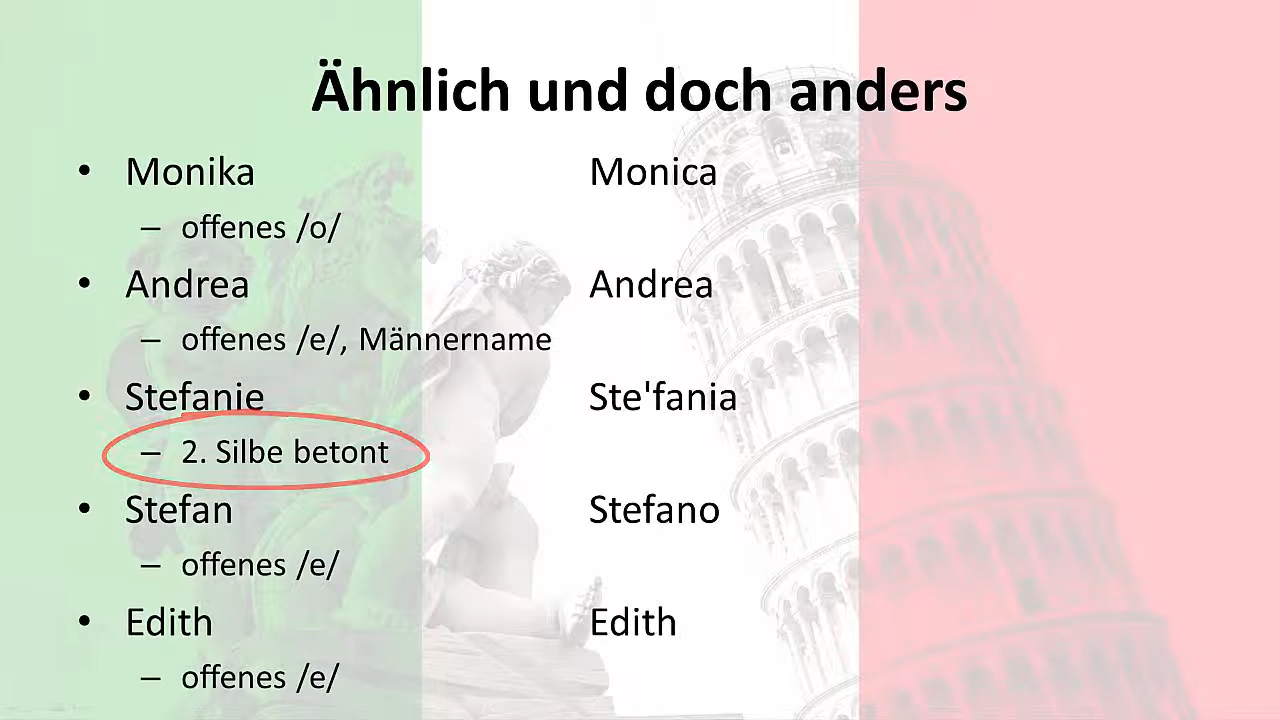 Ähnlich und doch anders
• Monika Monica
– offenes /o/
• Andrea Andrea
– offenes /e/, Männername
• Stefanie Ste'fania
– 2. Silbe betont
• Stefan Stefano
– offenes /e/
• Edith Edith
– offenes /e/